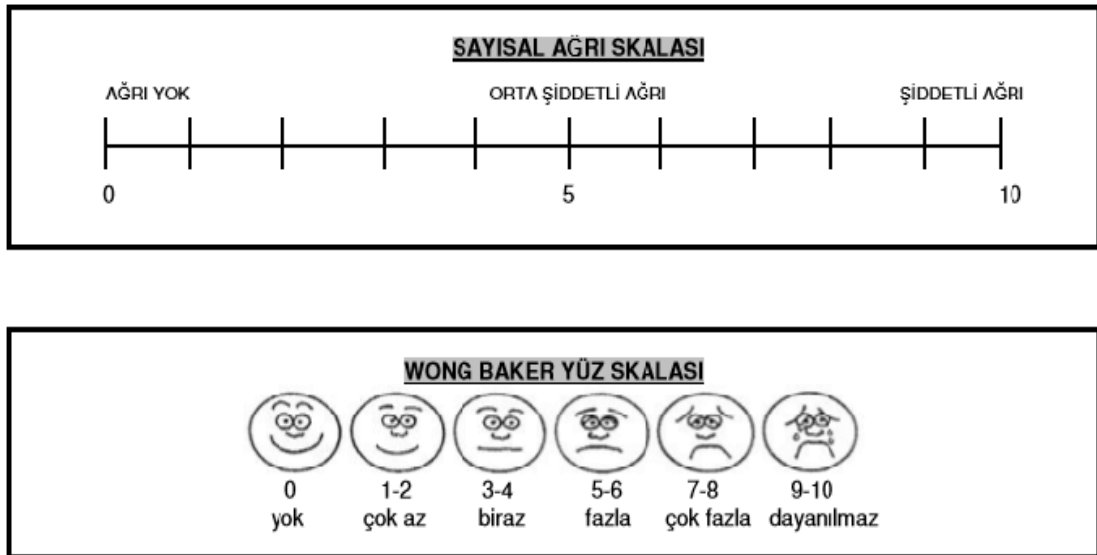 SAYISAL AĞRI SKALASI
AĞRI YOK ORTA ŞİDDETLİ AĞRI ŞİDDETLİ AĞRI
0 5 10
WONG BAKER YÜZ SKALASI
0 1-2 3-4 5-6 7-8 9-10
yok çok az biraz fazla çok fazla dayanılmaz